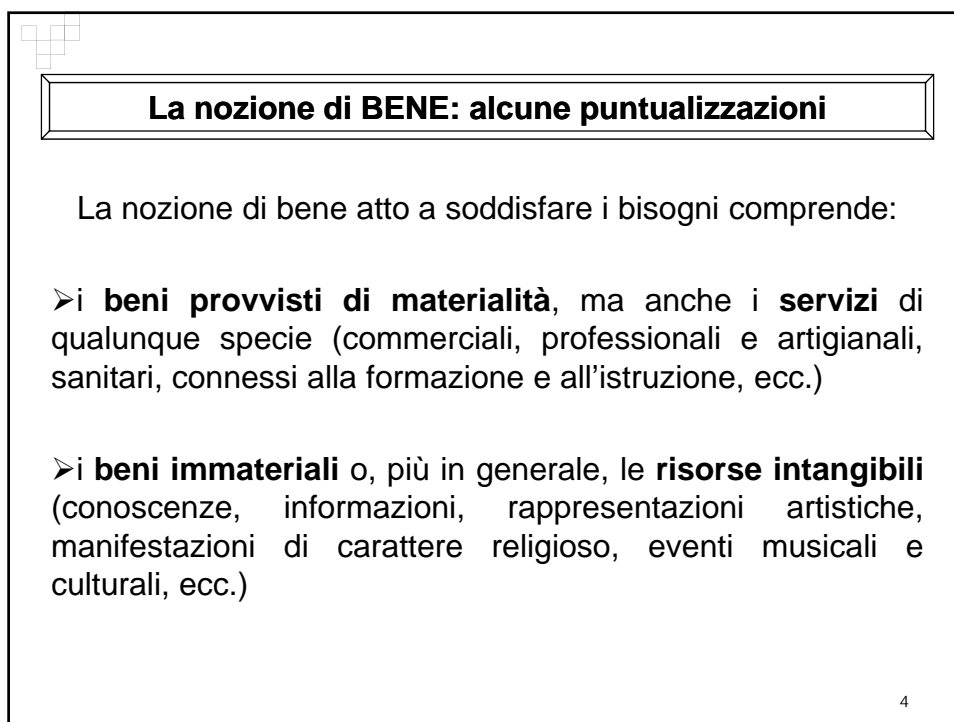 La nozione di BENE: alcune puntualizzazioni
La nozione di bene atto a soddisfare i bisogni comprende:
➢i beni provvisti di materialità, ma anche i servizi di
qualunque specie (commerciali, professionali e artigianali,
sanitari, connessi alla formazione e all'istruzione, ecc.)
➢i beni immateriali o, più in generale, le risorse intangibili
(conoscenze, informazioni, rappresentazioni artistiche,
manifestazioni di carattere religioso, eventi musicali e
culturali, ecc.)
4